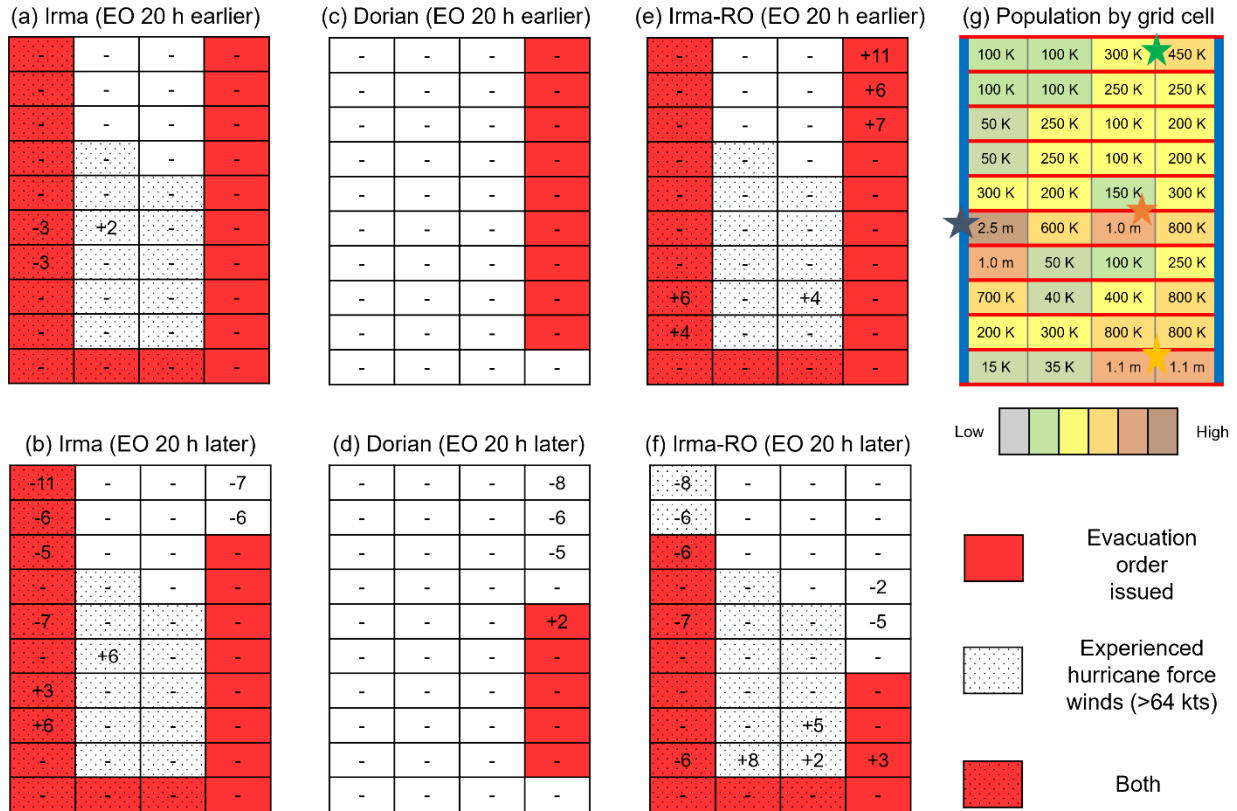 (a) Irma (EO 20 h earlier) (c) Dorian (EO 20 h earlier) (e) Irma-RO (EO 20 h earlier) (g) Population by grid cell
- - - - - - - - - - - +11 100 K 100 K 300 K 450 K
- - - - - - - - - - - +6 100 K 100 K 250 K 250 K
- - - - - - - - - - - +7 50 K 250 K 100 K 200 K
- - - - - - - - - - - - 50 K 250 K 100 K 200 K
- - - - - - - - - - - - 300 K 200 K 150 K 300 K
-3 +2 - - - - - - - - - - 2.5 m 600 K 1.0 m 800 K
-3 - - - - - - - - - - - 1.0 m 50 K 100 K 250 K
- - - - - - - - +6 - +4 - 700 K 40 K 400 K 800 K
- - - - - - - - +4 - - - 200 K 300 K 800 K 800 K
- - - - - - - - - - - - 15 K 35 K 1.1 m 1.1 m
Low High
(b) Irma (EO 20 h later) (d) Dorian (EO 20 h later) (f) Irma-RO (EO 20 h later)
-11 - - -7 - - - -8 -8 - - -
-6 - - -6 - - - -6 -6 - - -
-5 - - - - - - -5 -6 - - -
- - - - - - - - - - - -2
-7 - - - - - - +2 -7 - - -5
- +6 - - - - - - - - - -
+3 - - - - - - - - - - -
+6 - - - - - - - - - +5 -
- - - - - - - - -6 +8 +2 +3
- - - - - - - - - - - -
Evacuation
order
issued
Experienced
hurricane force
winds (>64 kts)
Both